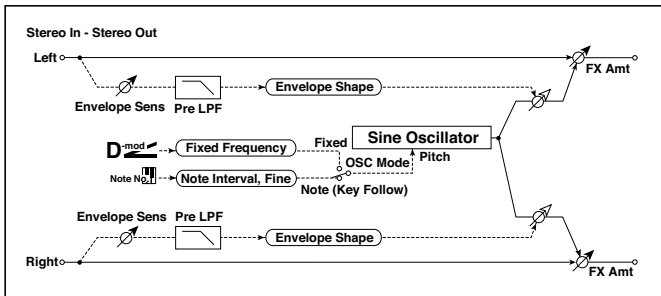 Stereo In - Stereo Out
Left
FX Amt
Envelope Sens
Pre LPF
Envelope Shape
D-mod
Fixed Frequency
Fixed
Sine Oscillator
OSC Mode
Pitch
Note No.
Note Interval, Fine
Note (Key Follow)
Envelope Sens
Pre LPF
Envelope Shape
Right
FX Amt